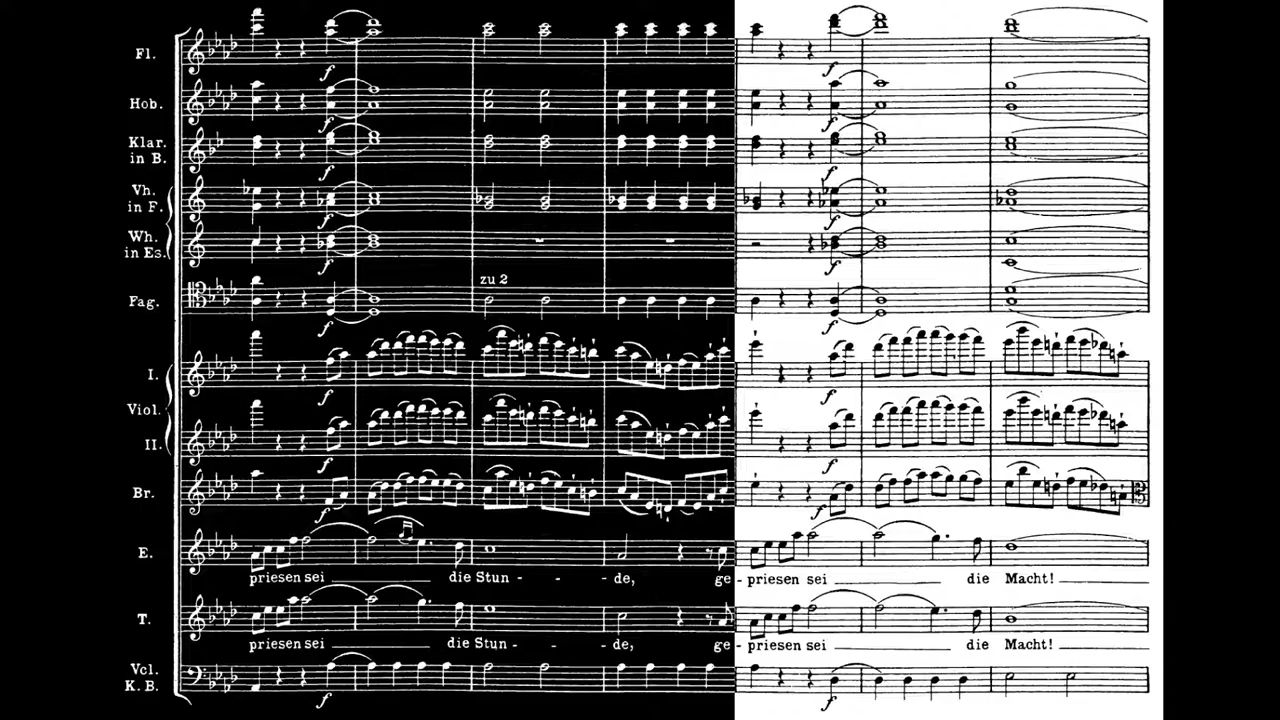 Fl.
Hob.
Klar.
in B.
Vh.
in F.
Wh.
in Es.
zu 2
Fag.
I.
Viol.
II.
Br.
E.
priesen sei die Stun - - - de, ge - priesen sei die Macht!
T.
priesen sei die Stun - - - de, ge - priesen sei die Macht!
Vcl.
K. B.
f